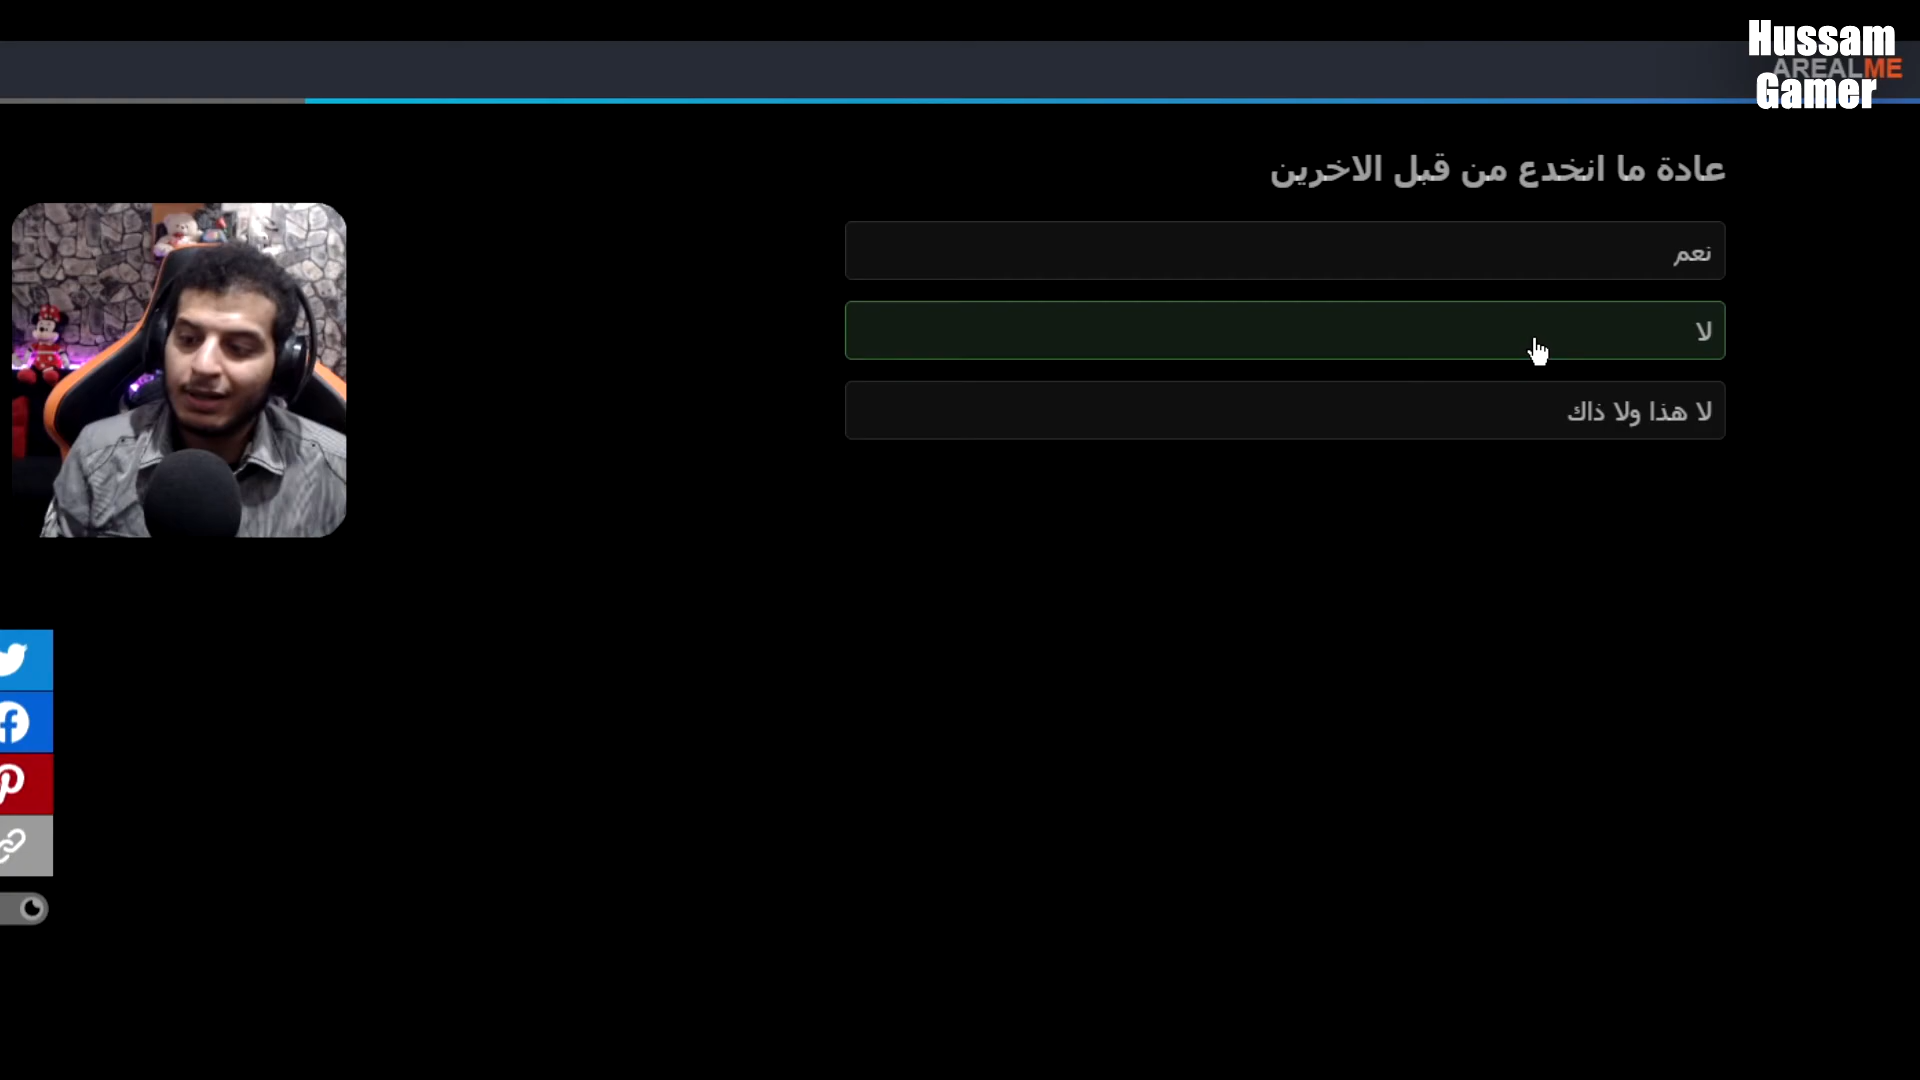 Hussam
AREALME
Gamer
عادة ما انخدع من قبل الاخرين
نعم
لا
لا هذا ولا ذاك